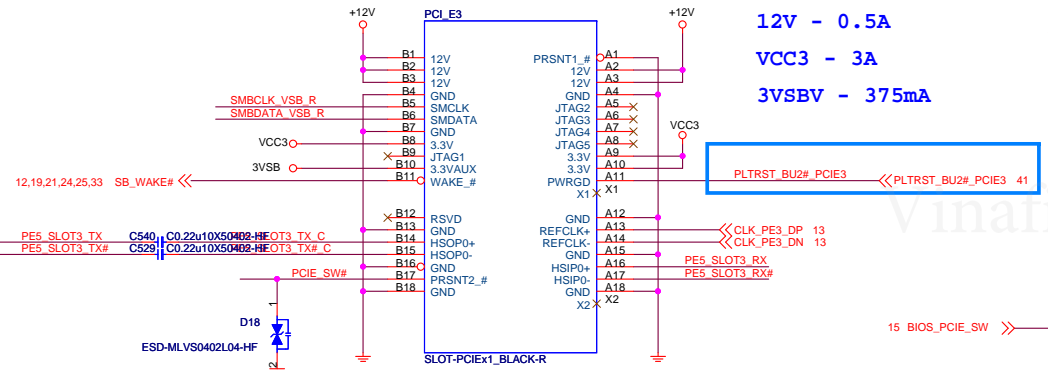 +12V
PCI_E3
+12V
12V - 0.5A
VCC3 - 3A
3VSBV - 375mA
B1 12V
B2 12V
B3 12V
B4 GND
SMBCLK_VSB_R B5 SMCLK
SMBDATA_VSB_R B6 SMDATA
B7 GND
VCC3 B8 3.3V
B9 JTAG1
3VSB B10 3.3VAUX
12,19,21,24,25,33 SB_WAKE# B11 WAKE_#
PRSNT1_# A1
12V A2
12V A3
GND A4
JTAG2 A5
JTAG3 A6
JTAG4 A7
JTAG5 A8
VCC3
3.3V A9
3.3V A10
PWRGD A11 PLTRST_BU2#_PCIE3 PLTRST_BU2#_PCIE3 41
X1 X1
B12 RSVD
B13 GND
PE5_SLOT3_TX C540 C0.22u10X50402-HF B14 HSOP0+
PE5_SLOT3_TX# C529 C0.22u10X50402-HF SLOT3_TX#_C B15 HSOP0-
B16 GND
PCIE_SW# B17 PRSNT2_#
B18 GND
GND A12
REFCLK+ A13 CLK_PE3_DP 13
REFCLK- A14 CLK_PE3_DN 13
GND A15
HSIP0+ A16 PE5_SLOT3_RX
HSIP0- A17 PE5_SLOT3_RX#
GND A18
X2 X2
1
D18
ESD-MLVS0402L04-HF
2
SLOT-PCIEx1_BLACK-R
15 BIOS_PCIE_SW
Vinafi